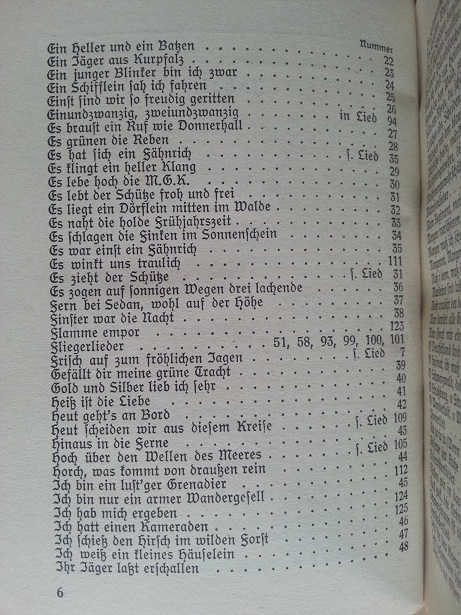 Nummer
Ein Heller und ein Batzen . . . . . . . . . . 22
Ein Jäger aus Kurpfalz . . . . . . . . . . 23
Ein junger Blinker bin ich zwar . . . . . . . . 24
Ein Schifflein sah ich fahren . . . . . . . . 25
Einst sind wir so freudig geritten . . . . . . . 26
Einundzwanzig, zweiundzwanzig . . . . . in Lied 94
Es braust ein Ruf wie Donnerhall . . . . . . . 27
Es grünen die Reben . . . . . . . . . . 28
Es hat sich ein Fähnrich . . . . . . . s. Lied 35
Es klingt ein heller Klang . . . . . . . . . 29
Es lebe hoch die M.G.K. . . . . . . . . . 30
Es lebt der Schütze froh und frei . . . . . . . 31
Es liegt ein Dörflein mitten im Walde . . . . . . 32
Es naht die holde Frühjahrszeit . . . . . . . . 33
Es schlagen die Finken im Sonnenschein . . . . . 34
Es war einst ein Fähnrich . . . . . . . . . 35
Es winkt uns traulich . . . . . . . . . . 111
Es zieht der Schütze . . . . . . . . s. Lied 31
Es zogen auf sonnigen Wegen drei lachende . . . . 36
Fern bei Sedan, wohl auf der Höhe . . . . . . 37
Finster war die Nacht . . . . . . . . . . 38
Flamme empor . . . . . . . . . . . 123
Fliegerlieder . . . . . . 51, 58, 93, 99, 100, 101
Frisch auf zum fröhlichen Jagen . . . . . s. Lied 7
Gefällt dir meine grüne Tracht . . . . . . . . 39
Gold und Silber lieb ich sehr . . . . . . . . 40
Heiß ist die Liebe . . . . . . . . . . . 41
Heut geht's an Bord . . . . . . . . . . 42
Heut scheiden wir aus diesem Kreise . . . s. Lied 109
Hinaus in die Ferne . . . . . . . . . . 43
Hoch über den Wellen des Meeres . . . . s. Lied 105
Horch, was kommt von draußen rein . . . . . . 44
Ich bin ein lust'ger Grenadier . . . . . . . . 112
Ich bin nur ein armer Wandergesell . . . . . . 45
Ich hab mich ergeben . . . . . . . . . . 124
Ich hatt einen Kameraden . . . . . . . . . 125
Ich schieß den Hirsch im wilden Forst . . . . . . 46
Ich weiß ein kleines Häuselein . . . . . . . . 47
Ihr Jäger laßt erschallen . . . . . . . . . 48
6